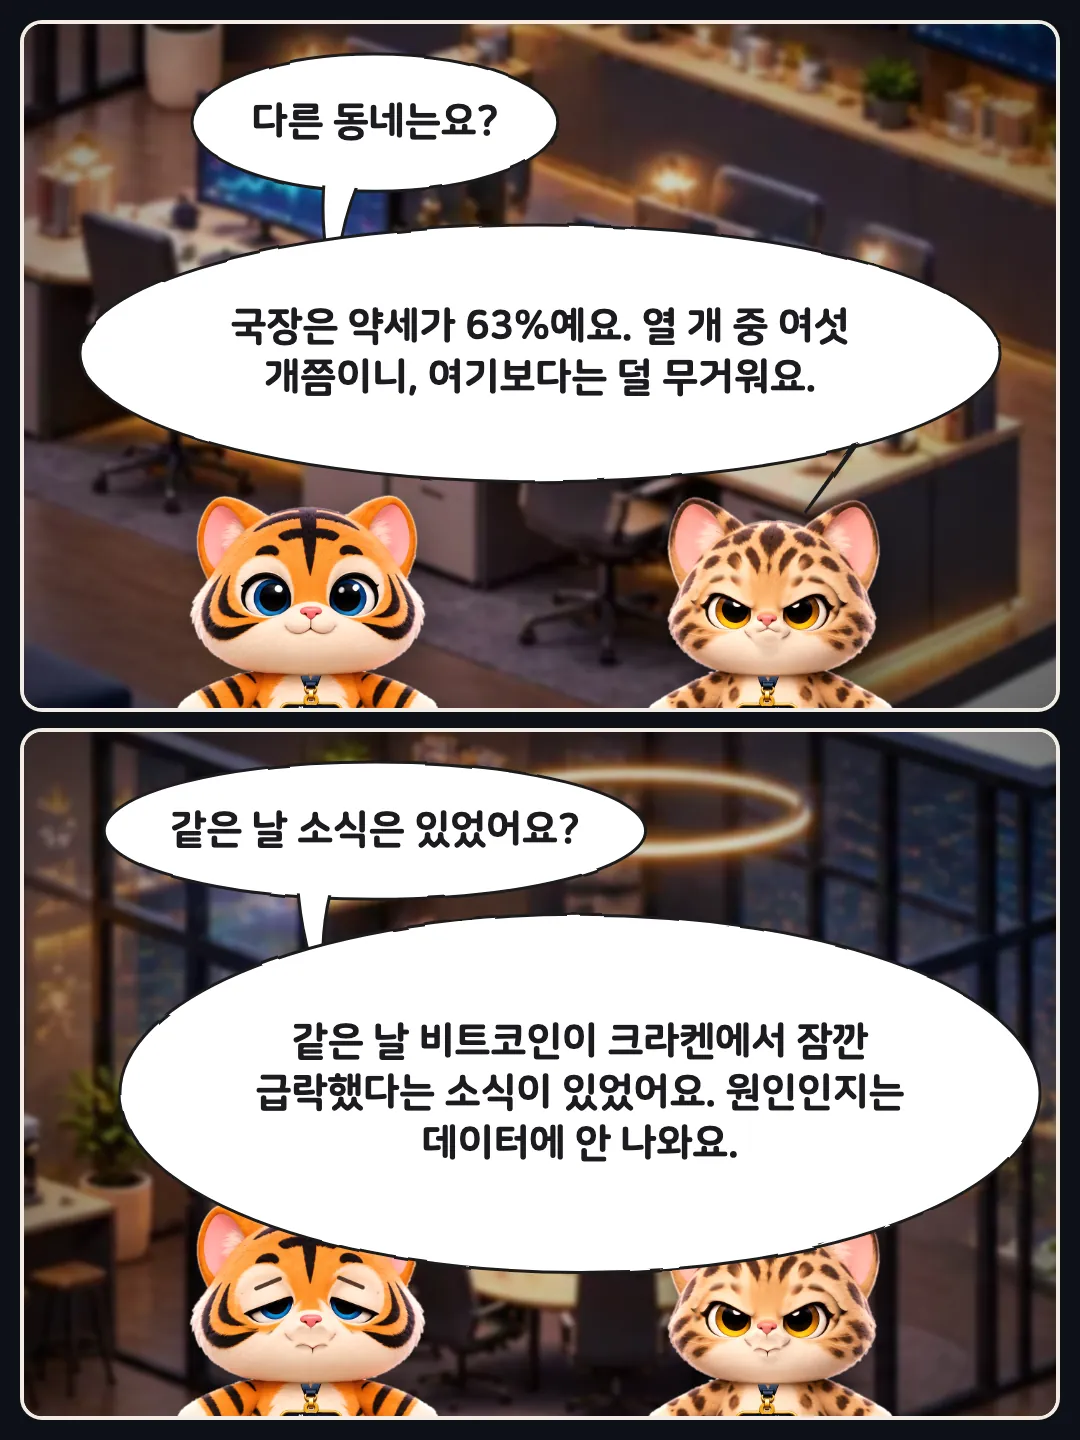 다른 동네는요?
국장은 약세가 63%예요. 열 개 중 여섯
개쯤이니, 여기보다는 덜 무거워요.
같은 날 소식은 있었어요?
같은 날 비트코인이 크라켄에서 잠깐
급락했다는 소식이 있었어요. 원인인지는
데이터에 안 나와요.